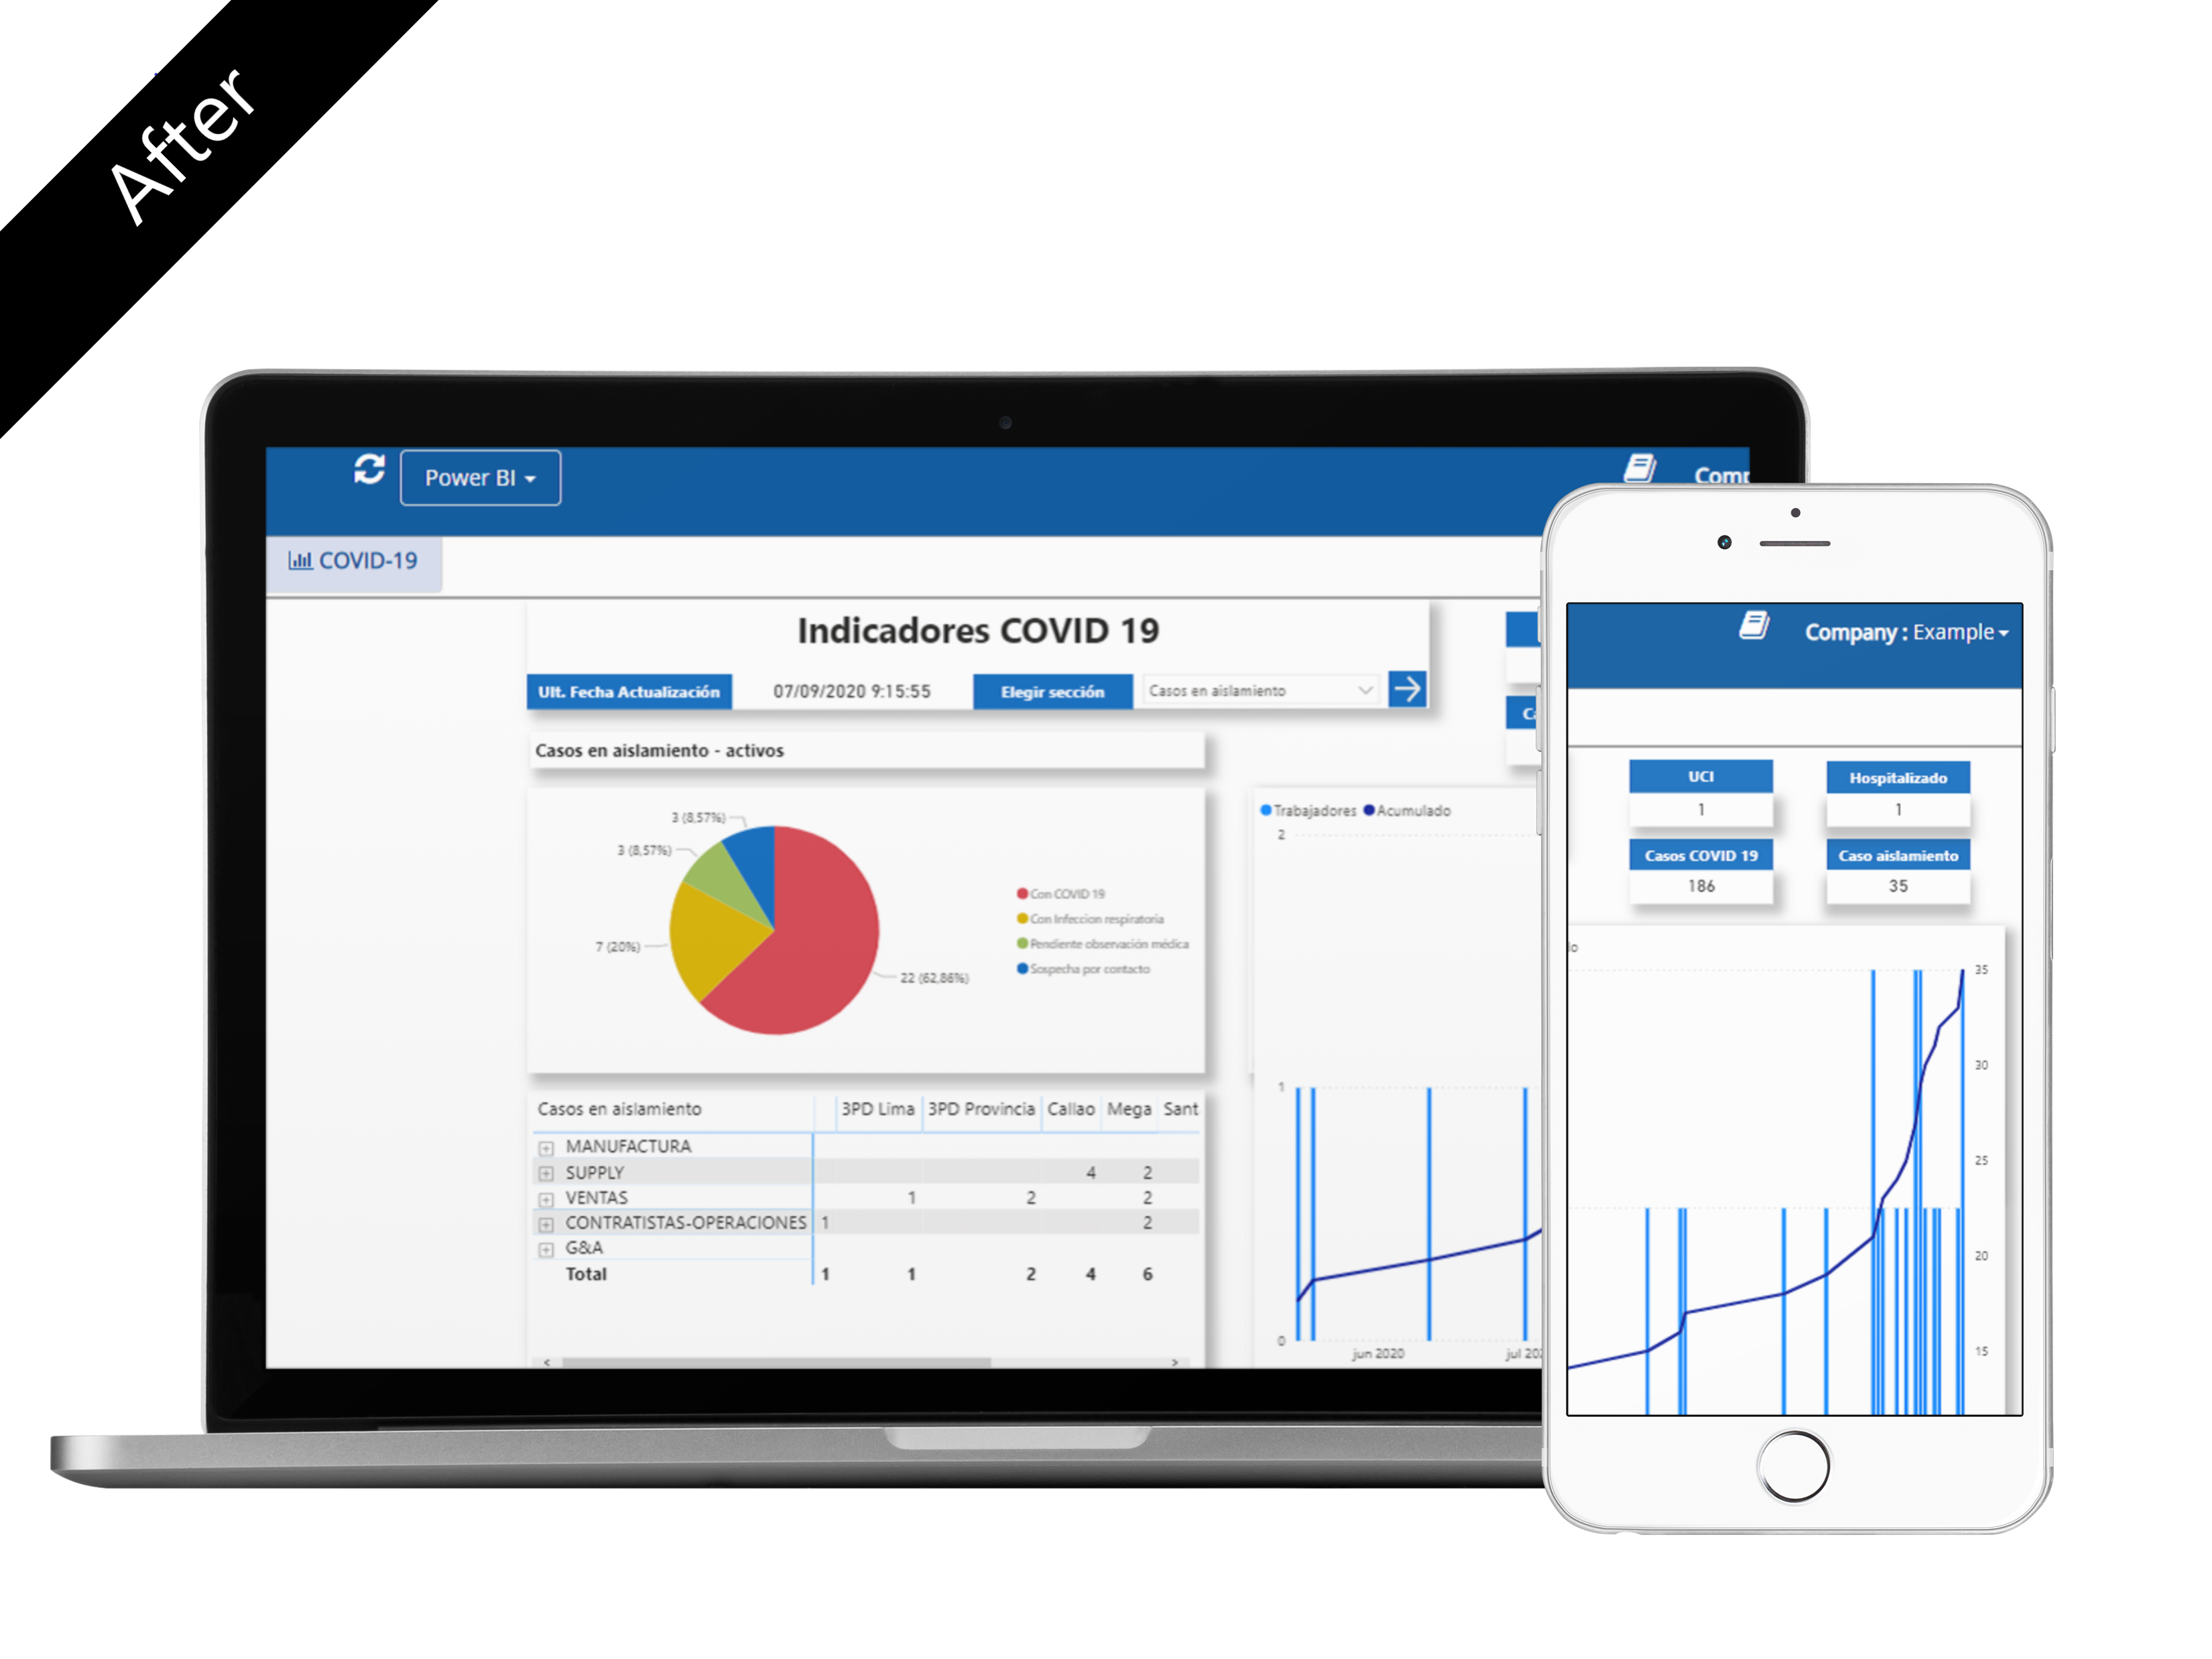 After
Power BI
Com
COVID-19
Indicadores COVID 19
Ult. Fecha Actualización 07/09/2020 9:15:55 Elegir sección Casos en aislamiento
Casos en aislamiento - activos
3 (8,57%)
3 (8,57%)
7 (20%)
22 (62,86%)
Con COVID 19
Con Infeccion respiratoria
Pendiente observación médica
Sospecha por contacto
Casos en aislamiento 3PD Lima 3PD Provincia Callao Mega Sant
MANUFACTURA
SUPPLY 4 2
VENTAS 1 2 2
CONTRATISTAS-OPERACIONES 1 2
G&A
Total 1 1 2 4 6
Trabajadores Acumulado
2
1
0
jun 2020 jul 20
Company : Example
UCI Hospitalizado
1 1
Casos COVID 19 Caso aislamiento
186 35
lo
35
30
25
20
15